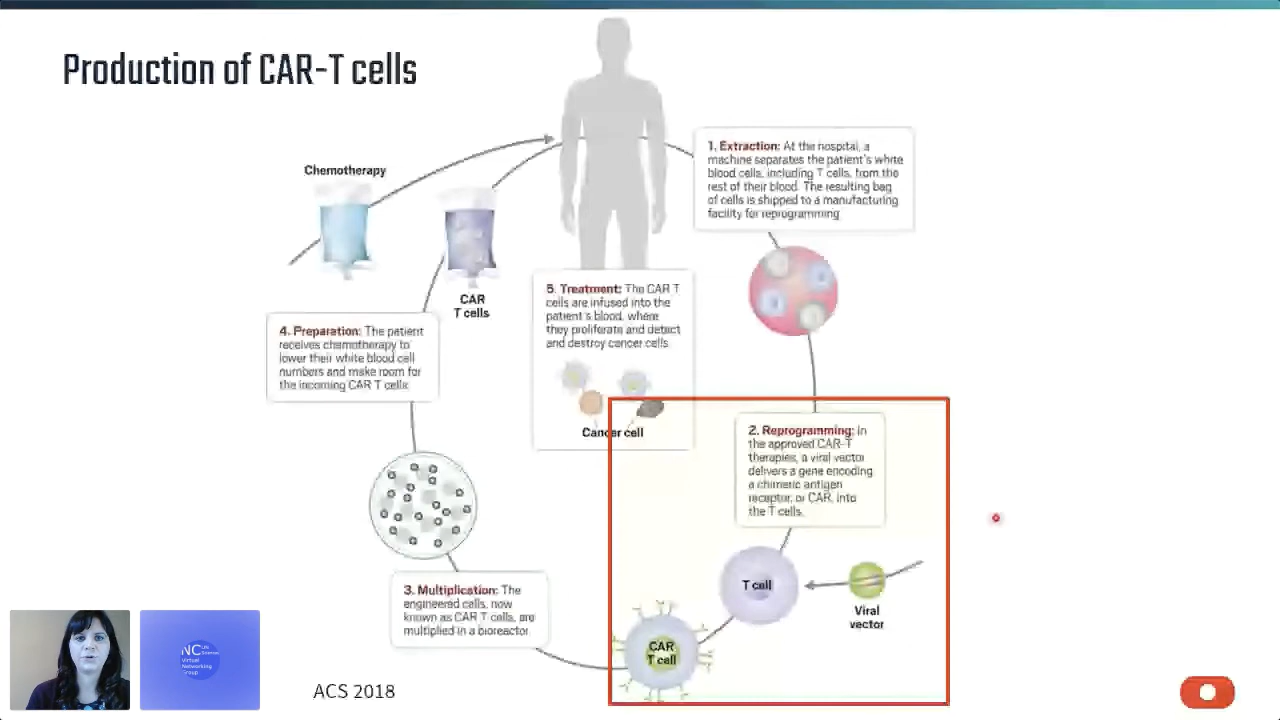 Production of CAR-T cells
Chemotherapy
CAR
T cells
1. Extraction: At the hospital, a
machine separates the patient's white
blood cells, including T cells, from the
rest of their blood. The resulting bag
of cells is shipped to a manufacturing
facility for reprogramming
2. Reprogramming: In
the approved CAR-T
therapies, a viral vector
delivers a gene encoding
a chimeric antigen
receptor, or CAR, into
the T cells.
T cell
Viral
vector
CAR
T cell
3. Multiplication: The
engineered cells, now
known as CAR T cells, are
multiplied in a bioreactor
4. Preparation: The patient
receives chemotherapy to
lower their white blood cell
numbers and make room for
the incoming CAR T cells
5. Treatment: The CAR T
cells are infused into the
patient's blood, where
they proliferate and detect
and destroy cancer cells
Cancer cell
ACS 2018
NC Life
Science
Virtual
Networking
Group